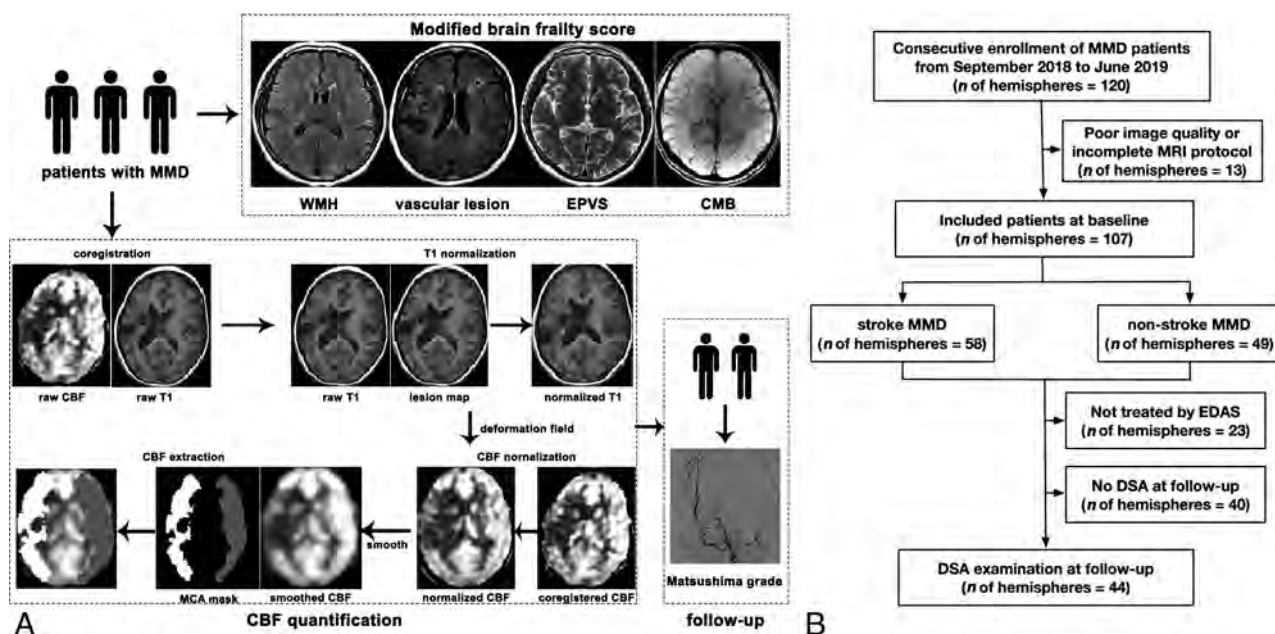 Modified brain frailty score
patients with MMD
WMH
vascular lesion
EPVS
CMB
coregistration
T1 normalization
raw CBF
raw T1
raw T1
lesion map
normalized T1
deformation field
CBF extraction
CBF nornalization
smooth
MCA mask
smoothed CBF
normalized CBF
coregistered CBF
CBF quantification
Matsushima grade
follow-up
A
Consecutive enrollment of MMD patients
from September 2018 to June 2019
(n of hemispheres = 120)
Poor image quality or
incomplete MRI protocol
(n of hemispheres = 13)
Included patients at baseline
(n of hemispheres = 107)
stroke MMD
(n of hemispheres = 58)
non-stroke MMD
(n of hemispheres = 49)
Not treated by EDAS
(n of hemispheres = 23)
No DSA at follow-up
(n of hemispheres = 40)
DSA examination at follow-up
(n of hemispheres = 44)
B